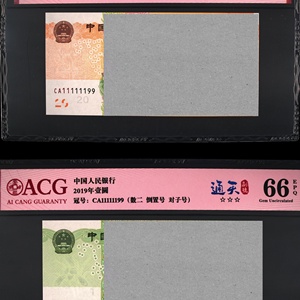 中国
CA11111199
20
20
ACG
AI CANG GUARANTY
中国人民银行
2019年壹圆
冠号：CA11111199（数二 倒置号 对子号）
通天
☆☆☆
66
EPQ
Gem Uncirculated
中国